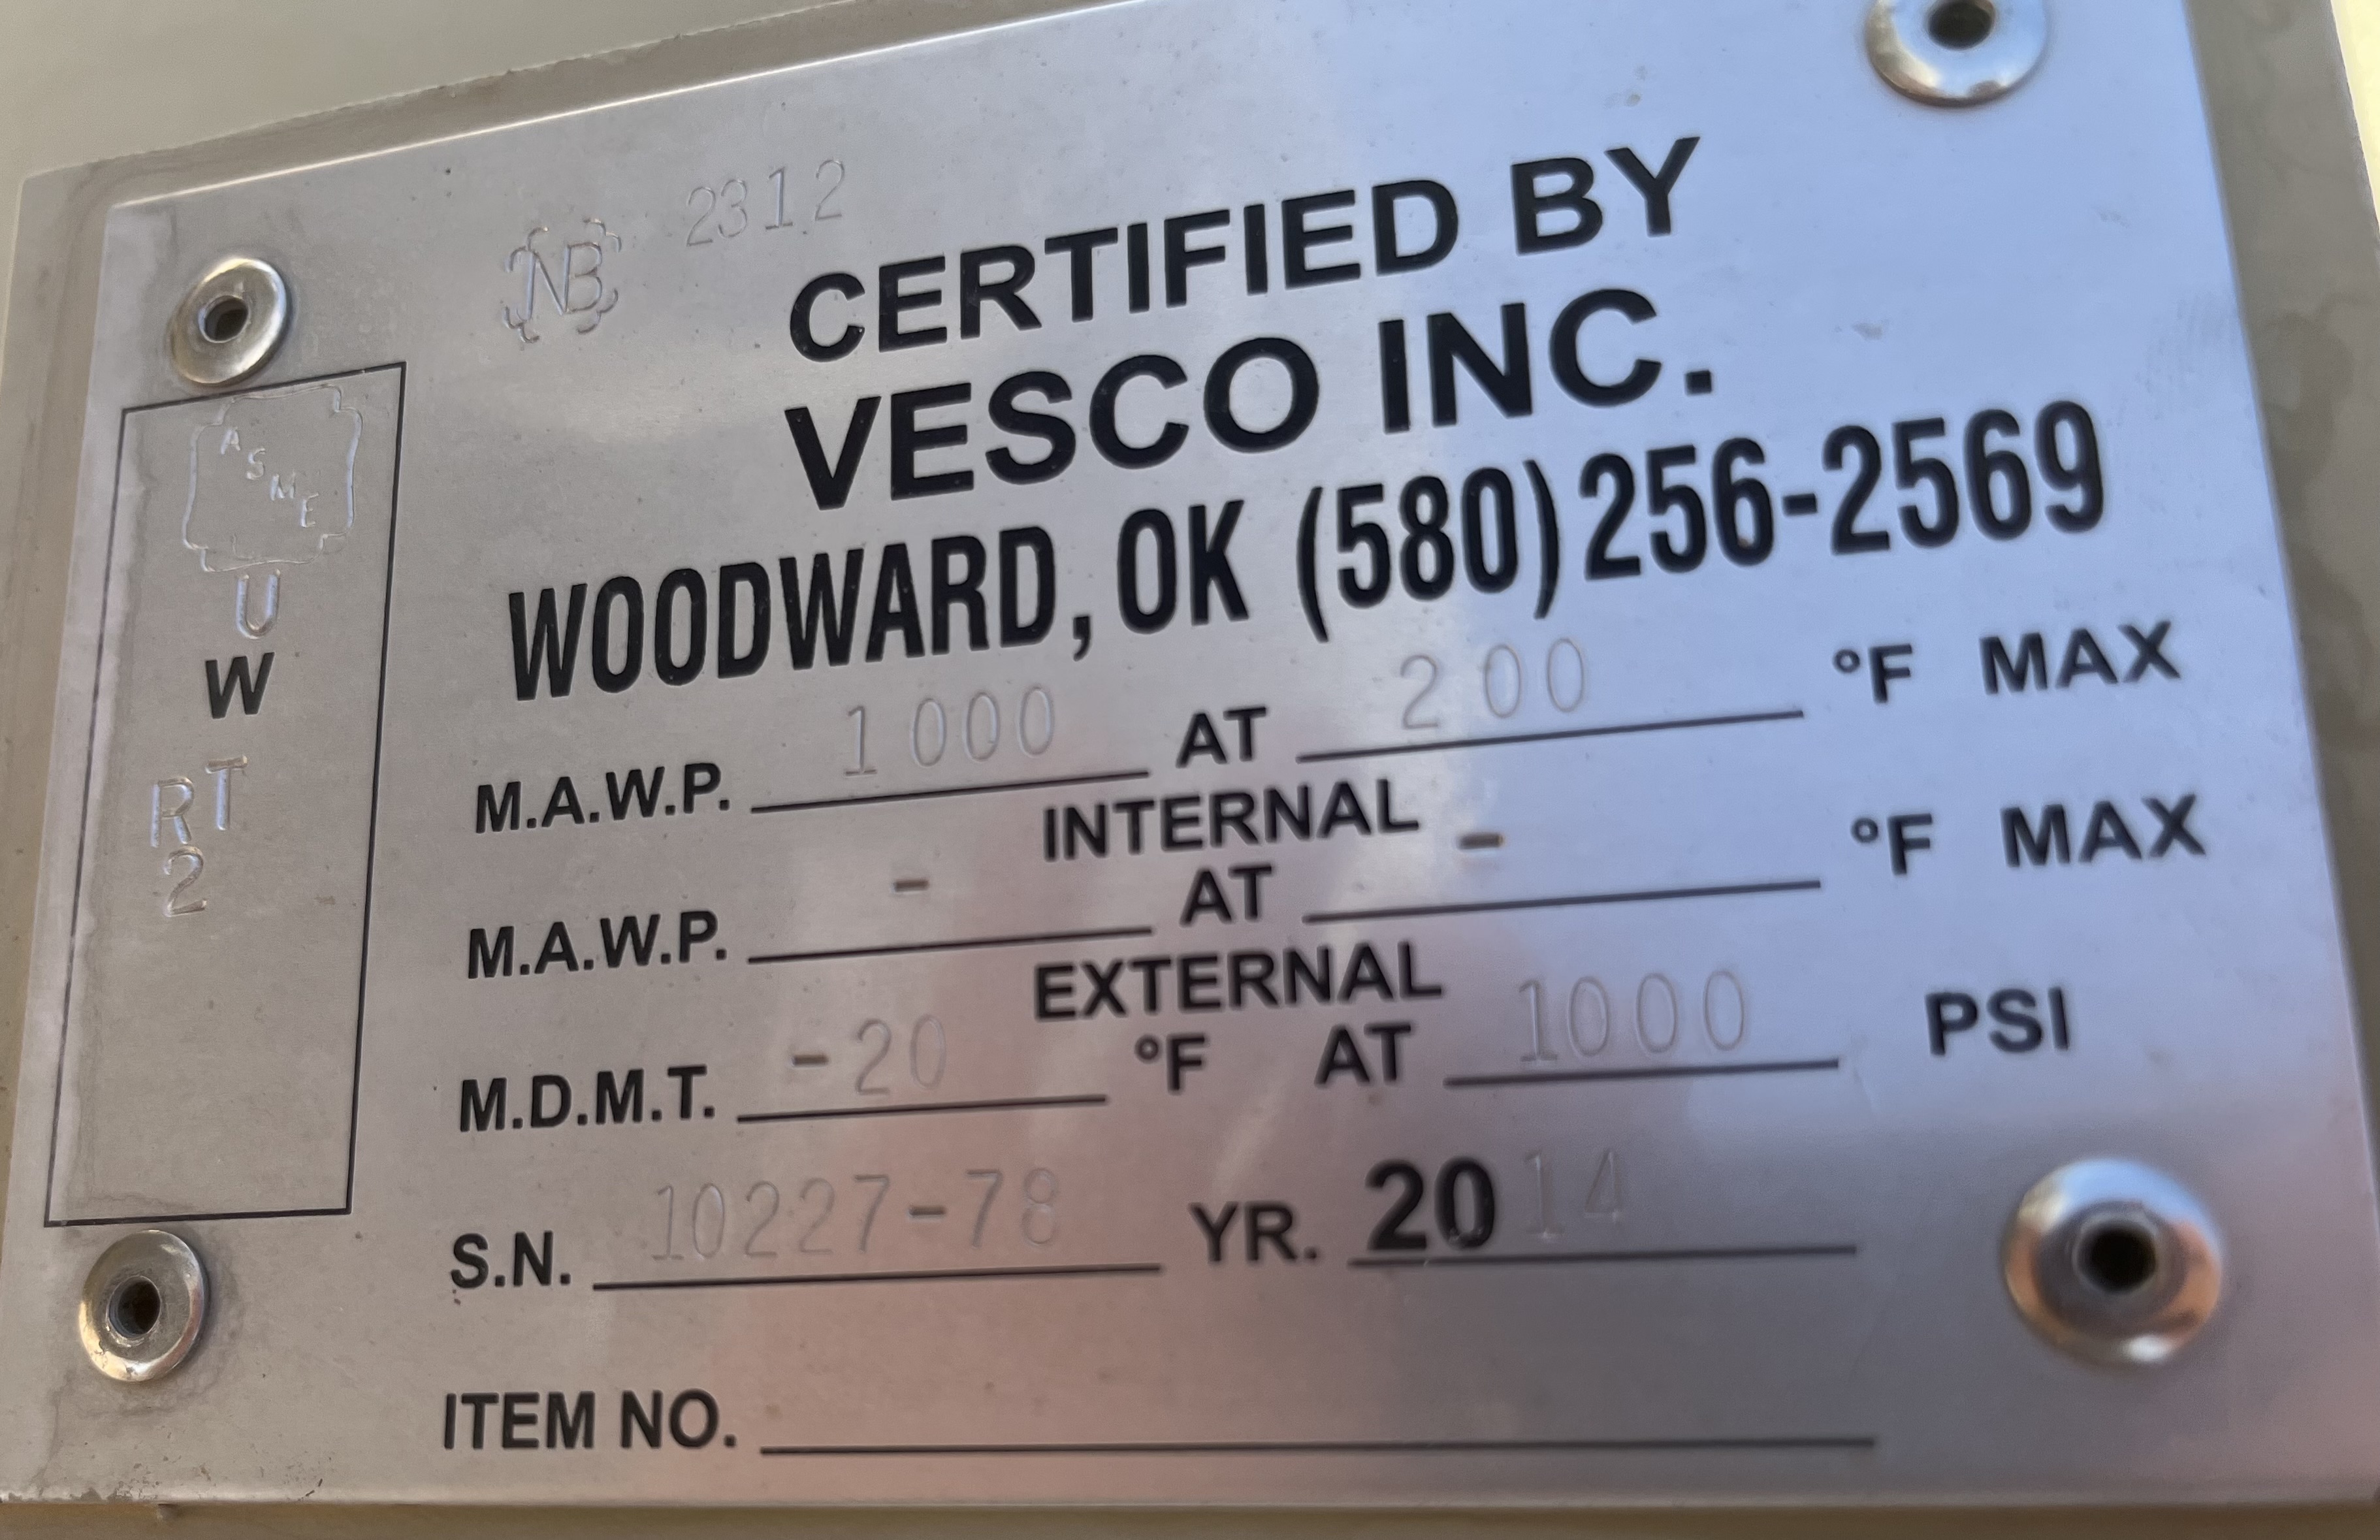 NB 2312
CERTIFIED BY
VESCO INC.
WOODWARD, OK (580)256-2569
ASME
U
W
RT
2
M.A.W.P. 1000 AT 200 °F MAX
INTERNAL
M.A.W.P. - AT - °F MAX
EXTERNAL
M.D.M.T. -20 °F AT 1000 PSI
S.N. 10227-78 YR. 2014
ITEM NO.